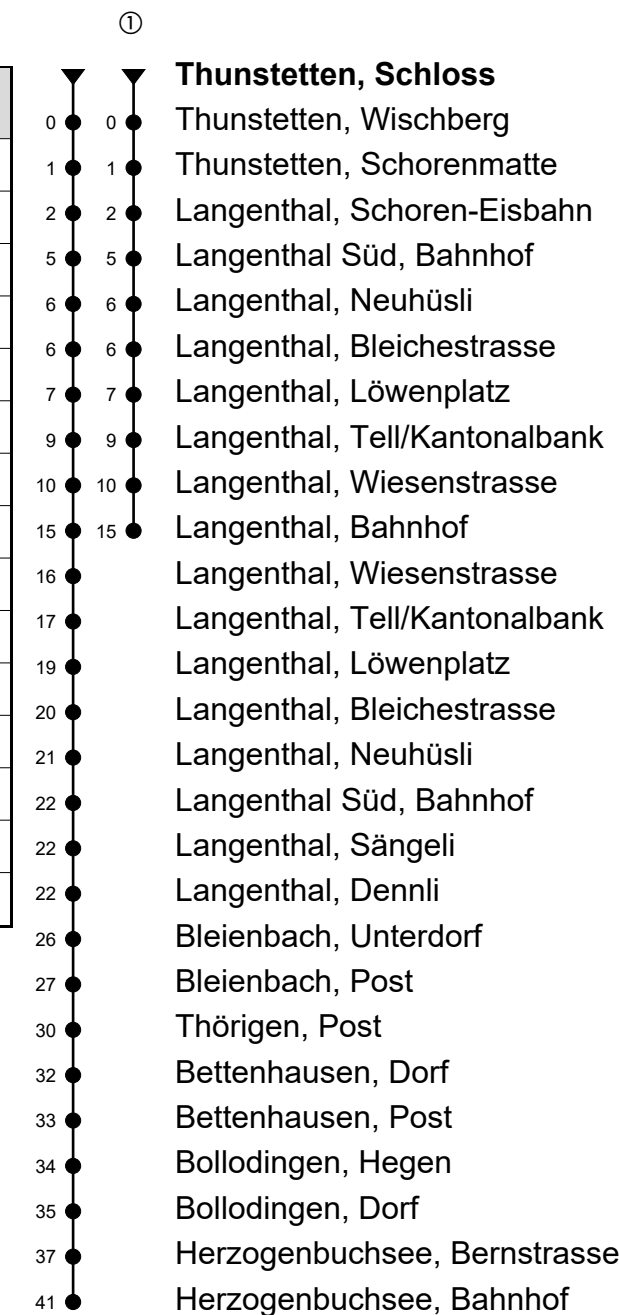 ①
Thunstetten, Schloss
0 0 Thunstetten, Wischberg
1 1 Thunstetten, Schorenmatte
2 2 Langenthal, Schoren-Eisbahn
5 5 Langenthal Süd, Bahnhof
6 6 Langenthal, Neuhüsli
6 6 Langenthal, Bleichestrasse
7 7 Langenthal, Löwenplatz
9 9 Langenthal, Tell/Kantonalbank
10 10 Langenthal, Wiesenstrasse
15 15 Langenthal, Bahnhof
16 Langenthal, Wiesenstrasse
17 Langenthal, Tell/Kantonalbank
19 Langenthal, Löwenplatz
20 Langenthal, Bleichestrasse
21 Langenthal, Neuhüsli
22 Langenthal Süd, Bahnhof
22 Langenthal, Sängeli
22 Langenthal, Dennli
26 Bleienbach, Unterdorf
27 Bleienbach, Post
30 Thörigen, Post
32 Bettenhausen, Dorf
33 Bettenhausen, Post
34 Bollodingen, Hegen
35 Bollodingen, Dorf
37 Herzogenbuchsee, Bernstrasse
41 Herzogenbuchsee, Bahnhof